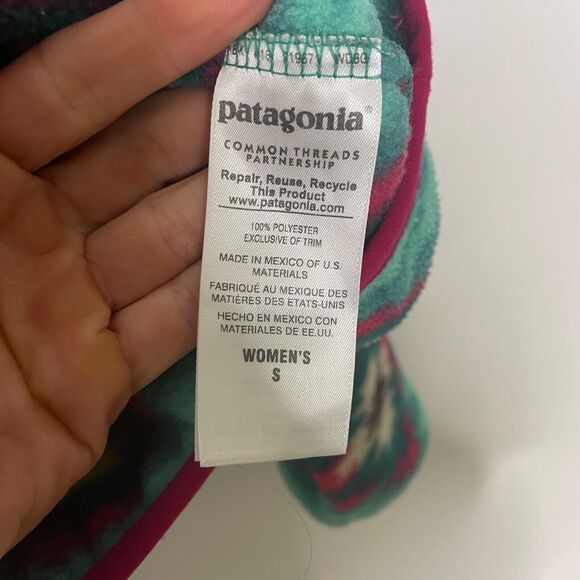 patagonia®
COMMON THREADS
PARTNERSHIP
Repair, Reuse, Recycle
This Product
www.patagonia.com
100% POLYESTER
EXCLUSIVE OF TRIM
MADE IN MEXICO OF U.S.
MATERIALS
FABRIQUÉ AU MEXIQUE DES
MATIÈRES DES ETATS-UNIS
HECHO EN MEXICO CON
MATERIALES DE EE.UU.
WOMEN'S
S